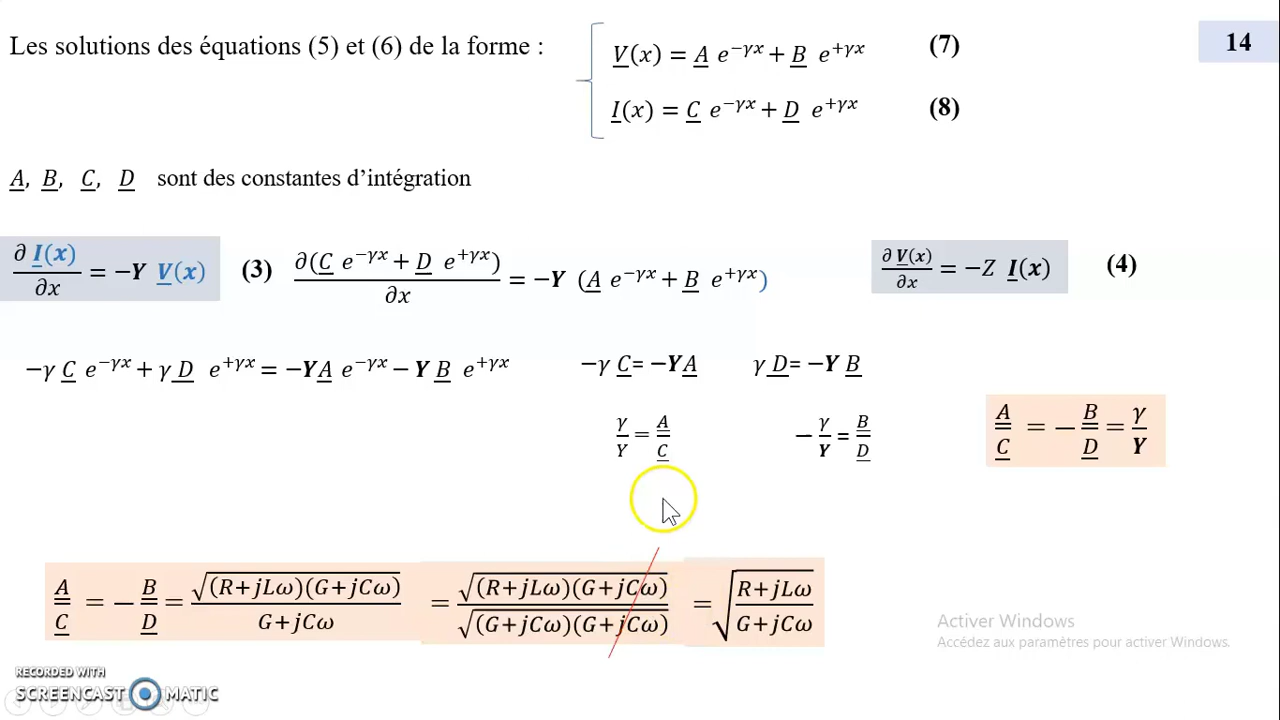 Les solutions des équations (5) et (6) de la forme :
V(x) = A e^{−γx} + B e^{+γx} (7)
14
I(x) = C e^{−γx} + D e^{+γx} (8)
A, B, C, D sont des constantes d’intégration
∂ I(x)/∂x = −Y V(x) (3) ∂(C e^{−γx} + D e^{+γx})/∂x = −Y (A e^{−γx} + B e^{+γx}) ∂ V(x)/∂x = −Z I(x) (4)
−γ C e^{−γx} + γ D e^{+γx} = −YA e^{−γx} − Y B e^{+γx} −γ C= −YA γ D= −Y B
γ/Y = A/C −γ/Y = B/D A/C = −B/D = γ/Y
A/C = −B/D = √((R+jLω)(G+jCω))/(G+jCω) = √((R+jLω)(G+jCω))/√((G+jCω)(G+jCω)) = √((R+jLω)/(G+jCω))
Activer Windows
Accédez aux paramètres pour activer Windows.
RECORDED WITH
SCREENCAST MATIC